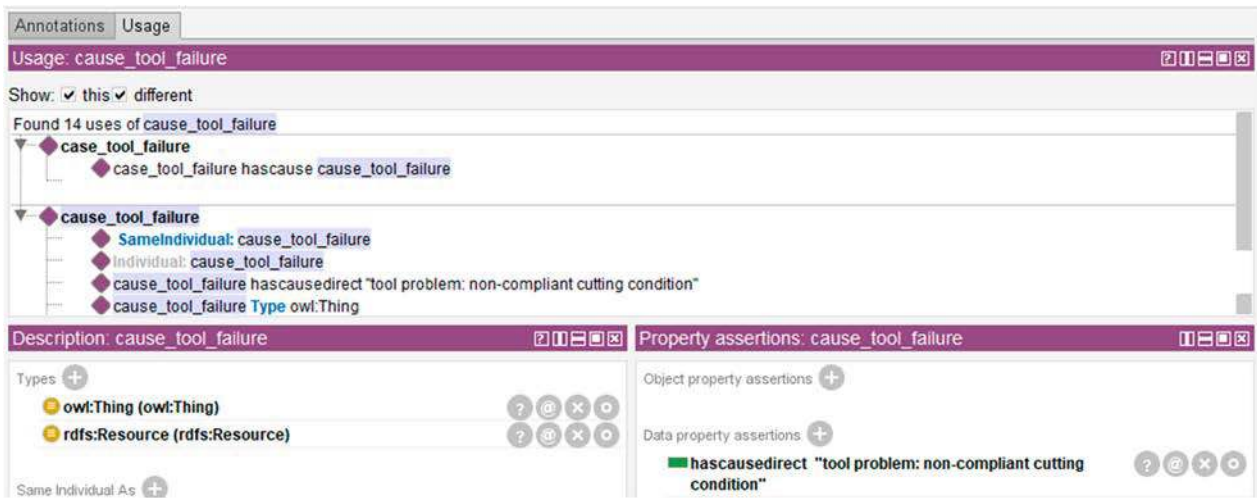 Annotations Usage
Usage: cause_tool_failure
Show: this different
Found 14 uses of cause_tool_failure
case_tool_failure
case_tool_failure hascause cause_tool_failure
cause_tool_failure
SameIndividual: cause_tool_failure
Individual: cause_tool_failure
cause_tool_failure hascausedirect "tool problem: non-compliant cutting condition"
cause_tool_failure Type owl:Thing
Description: cause_tool_failure
Types
owl:Thing (owl:Thing)
rdfs:Resource (rdfs:Resource)
Same Individual As
Property assertions: cause_tool_failure
Object property assertions
Data property assertions
hascausedirect "tool problem: non-compliant cutting
condition"